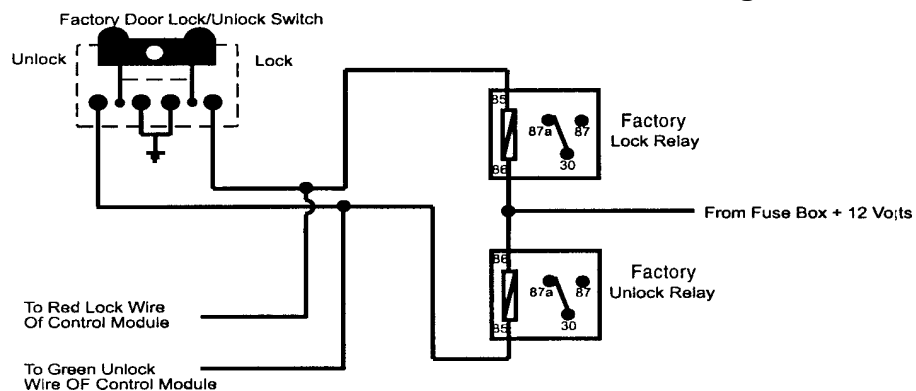 Factory Door Lock/Unlock Switch
Unlock
Lock
85
87a
87
86
30
Factory
Lock Relay
From Fuse Box + 12 Vo;ts
86
87a
87
85
30
Factory
Unlock Relay
To Red Lock Wire
Of Control Module
To Green Unlock
Wire OF Control Module